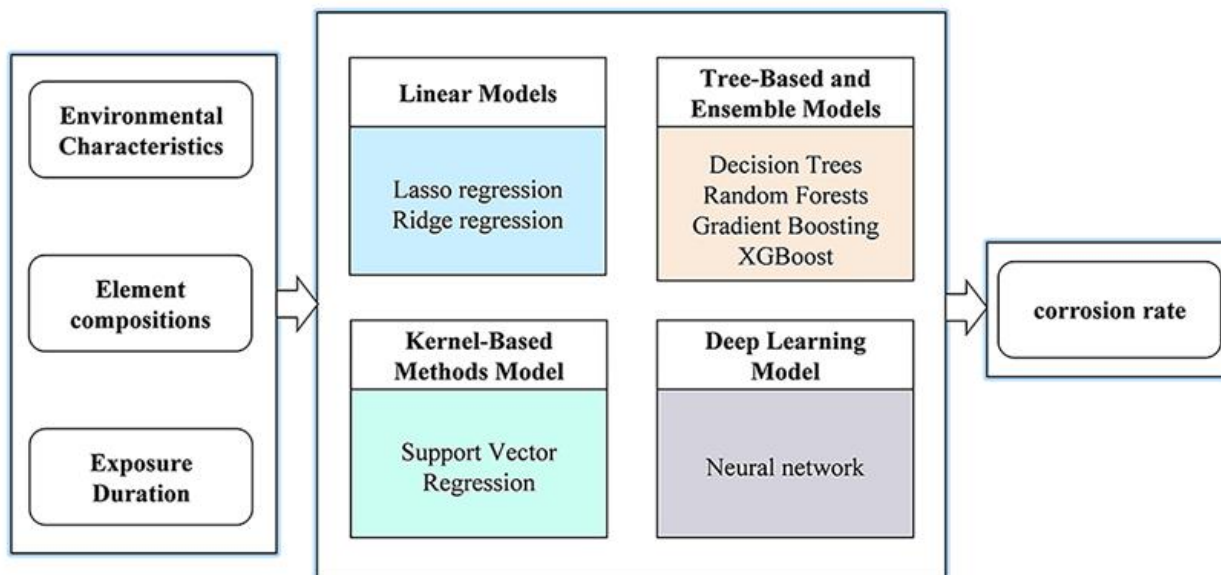 Environmental
Characteristics
Element
compositions
Exposure
Duration
Linear Models
Lasso regression
Ridge regression
Tree-Based and
Ensemble Models
Decision Trees
Random Forests
Gradient Boosting
XGBoost
Kernel-Based
Methods Model
Support Vector
Regression
Deep Learning
Model
Neural network
corrosion rate